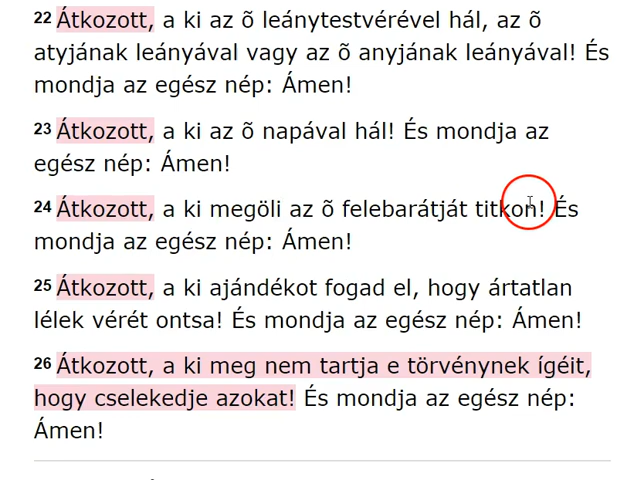 22 Átkozott, a ki az õ leánytestvérével hál, az õ
atyjának leányával vagy az õ anyjának leányával! És
mondja az egész nép: Ámen!
23 Átkozott, a ki az õ napával hál! És mondja az
egész nép: Ámen!
24 Átkozott, a ki megöli az õ felebarátját titkon! És
mondja az egész nép: Ámen!
25 Átkozott, a ki ajándékot fogad el, hogy ártatlan
lélek vérét ontsa! És mondja az egész nép: Ámen!
26 Átkozott, a ki meg nem tartja e törvénynek ígéit,
hogy cselekedje azokat! És mondja az egész nép:
Ámen!